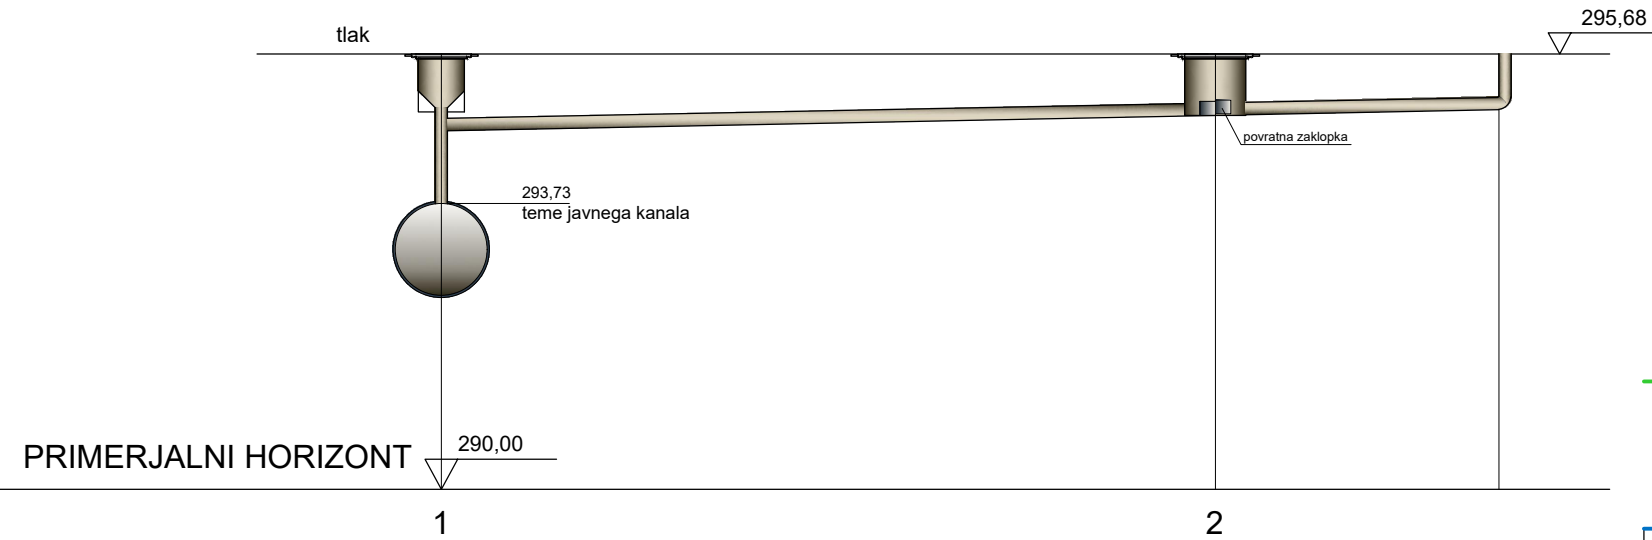 295,68
tlak
povratna zaklopka
293,73
teme javnega kanala
PRIMERJALNI HORIZONT
290,00
1
2